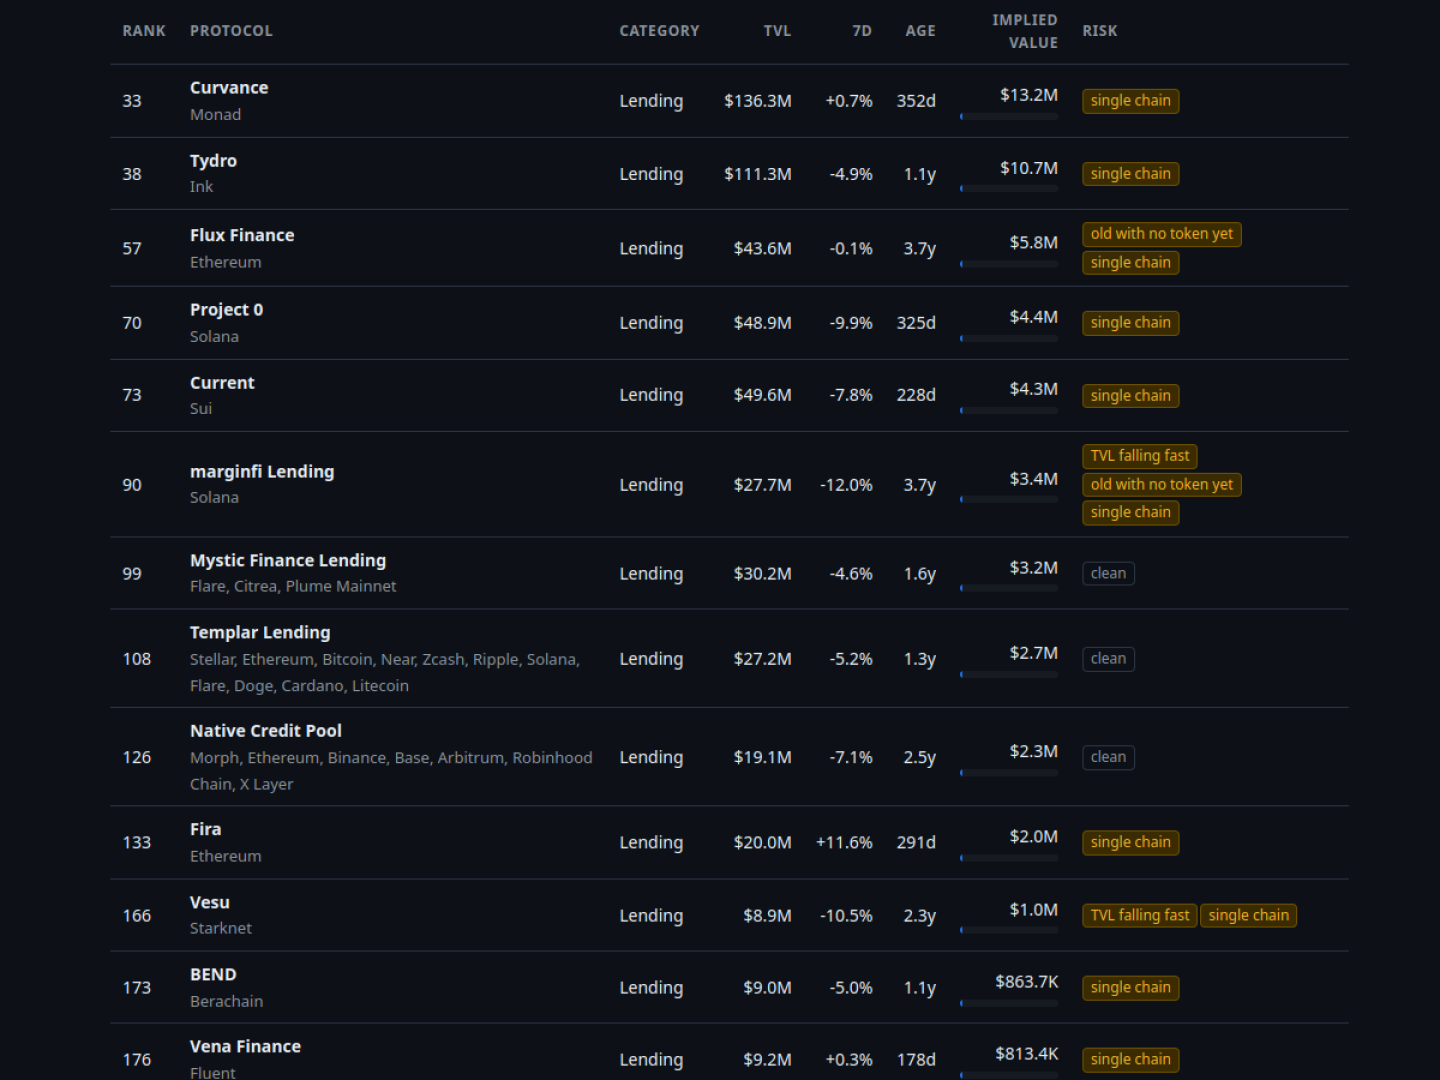 RANK PROTOCOL CATEGORY TVL 7D AGE IMPLIED VALUE RISK
33 Curvance Lending $136.3M +0.7% 352d $13.2M single chain
Monad
38 Tydro Lending $111.3M -4.9% 1.1y $10.7M single chain
Ink
57 Flux Finance Lending $43.6M -0.1% 3.7y $5.8M old with no token yet
Ethereum single chain
70 Project 0 Lending $48.9M -9.9% 325d $4.4M single chain
Solana
73 Current Lending $49.6M -7.8% 228d $4.3M single chain
Sui
TVL falling fast
90 marginfi Lending Lending $27.7M -12.0% 3.7y $3.4M old with no token yet
Solana single chain
99 Mystic Finance Lending Lending $30.2M -4.6% 1.6y $3.2M clean
Flare, Citrea, Plume Mainnet
108 Templar Lending Lending $27.2M -5.2% 1.3y $2.7M clean
Stellar, Ethereum, Bitcoin, Near, Zcash, Ripple, Solana,
Flare, Doge, Cardano, Litecoin
126 Native Credit Pool Lending $19.1M -7.1% 2.5y $2.3M clean
Morph, Ethereum, Binance, Base, Arbitrum, Robinhood
Chain, X Layer
133 Fira Lending $20.0M +11.6% 291d $2.0M single chain
Ethereum
166 Vesu Lending $8.9M -10.5% 2.3y $1.0M TVL falling fast single chain
Starknet
173 BEND Lending $9.0M -5.0% 1.1y $863.7K single chain
Berachain
176 Vena Finance Lending $9.2M +0.3% 178d $813.4K single chain
Fluent